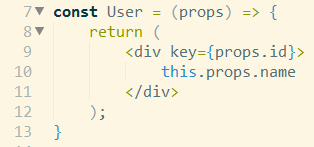 7▼ const User = (props) => {
8▼     return (
9         <div key={props.id}>
10             this.props.name
11         </div>
12     );
13 }